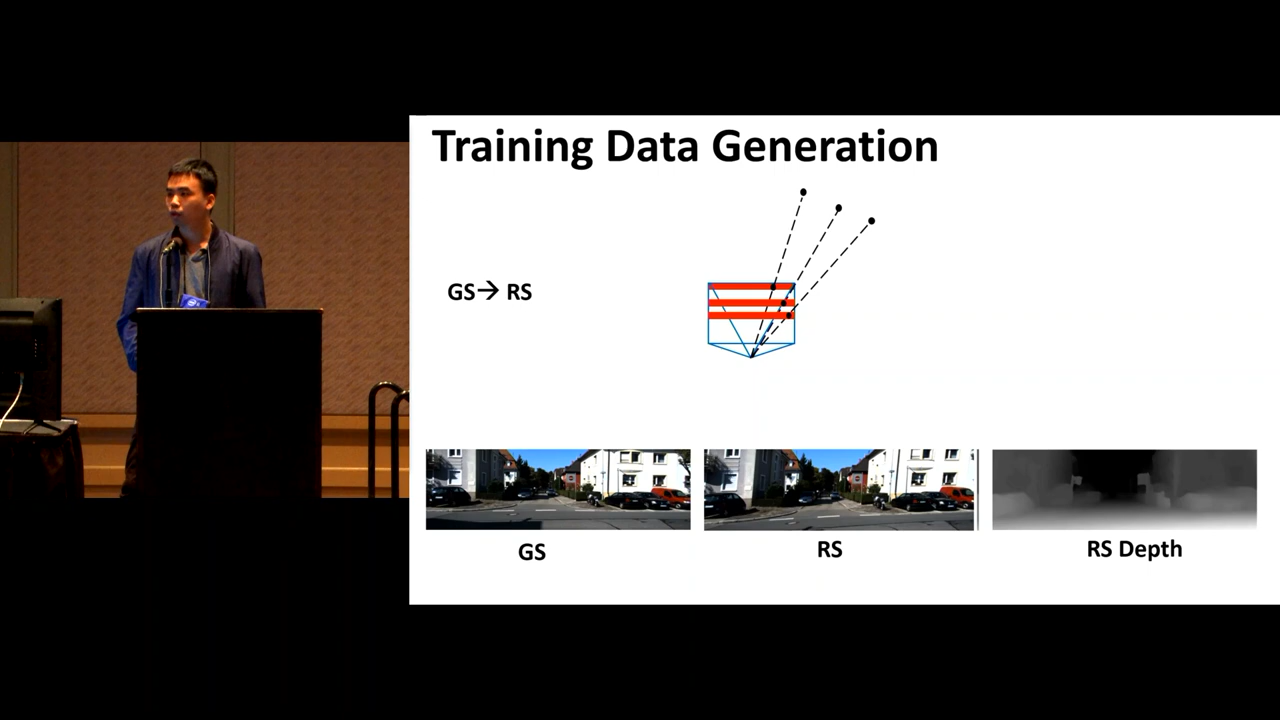 Training Data Generation
GS→ RS
GS
RS
RS Depth